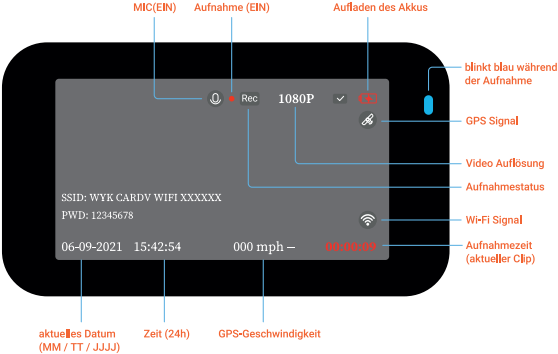 MIC(EIN)
Aufnahme (EIN)
Aufladen des Akkus
blinkt blau während
der Aufnahme
Rec
1080P
GPS Signal
Video Auflösung
Aufnahmestatus
SSID: WYK CARDV WIFI XXXXXX
PWD: 12345678
Wi-Fi Signal
06-09-2021
15:42:54
000 mph –
00:00:09
Aufnahmezeit
(aktueller Clip)
aktuelles Datum
(MM / TT / JJJJ)
Zeit (24h)
GPS-Geschwindigkeit